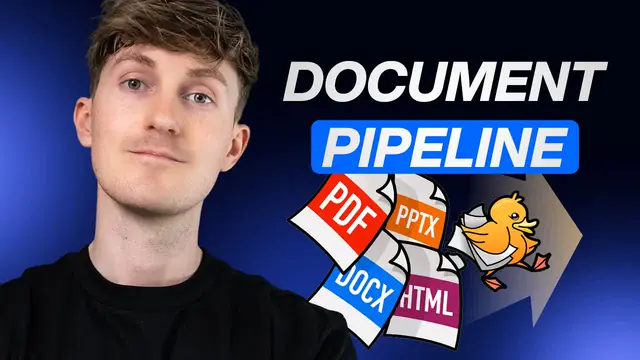 DOCUMENT
PIPELINE
PDF
PPTX
DOCX
HTML